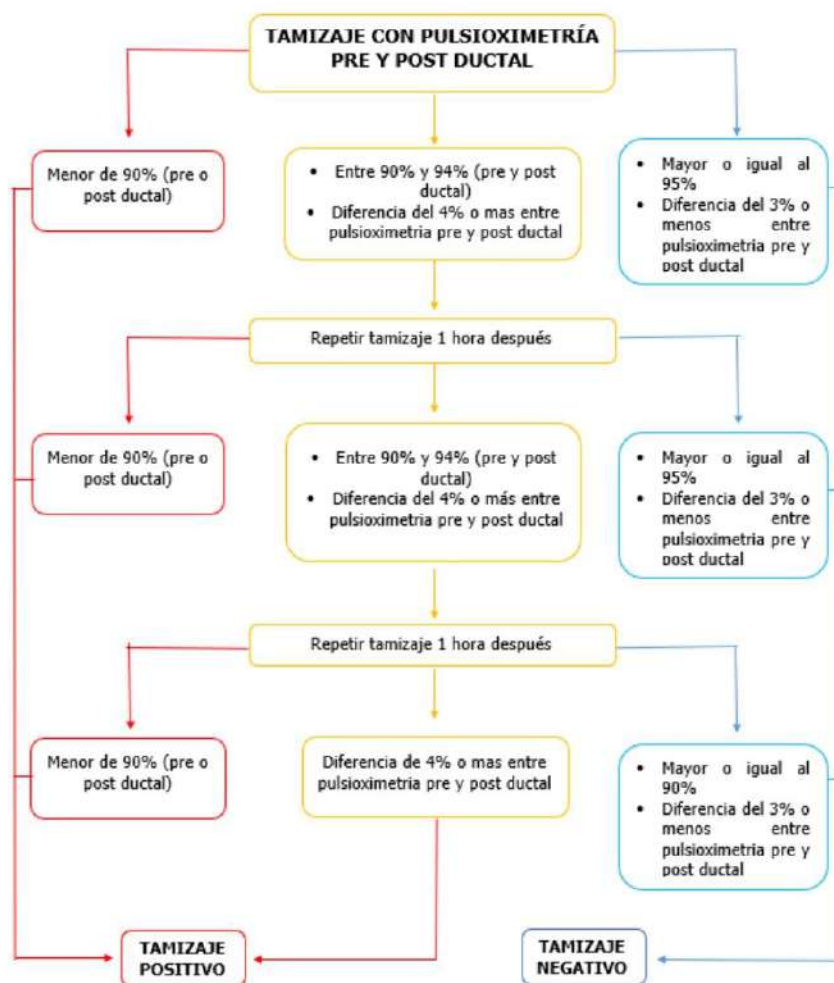 TAMIZAJE CON PULSIOXIMETRÍA
PRE Y POST DUCTAL
Menor de 90% (pre o
post ductal)
• Entre 90% y 94% (pre y post
ductal)
• Diferencia del 4% o mas entre
pulsioximetria pre y post ductal
• Mayor o igual al
95%
• Diferencia del 3% o
menos entre
pulsioximetria pre y
post ductal
Repetir tamizaje 1 hora después
Menor de 90% (pre o
post ductal)
• Entre 90% y 94% (pre y post
ductal)
• Diferencia del 4% o más entre
pulsioximetria pre y post ductal
• Mayor o igual al
95%
• Diferencia del 3% o
menos entre
pulsioximetria pre y
post ductal
Repetir tamizaje 1 hora después
Menor de 90% (pre o
post ductal)
Diferencia de 4% o mas entre
pulsioximetria pre y post ductal
• Mayor o igual al
90%
• Diferencia del 3% o
menos entre
pulsioximetria pre y
post ductal
TAMIZAJE
POSITIVO
TAMIZAJE
NEGATIVO